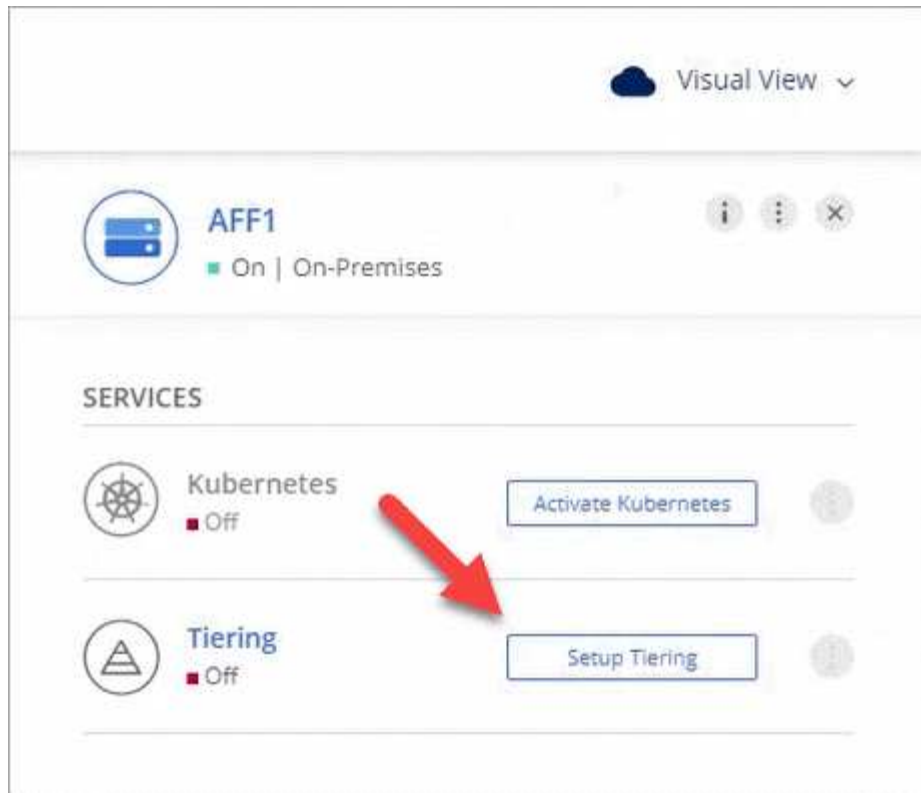 Visual View
AFF1
On | On-Premises
SERVICES
Kubernetes
Off
Activate Kubernetes
Tiering
Off
Setup Tiering